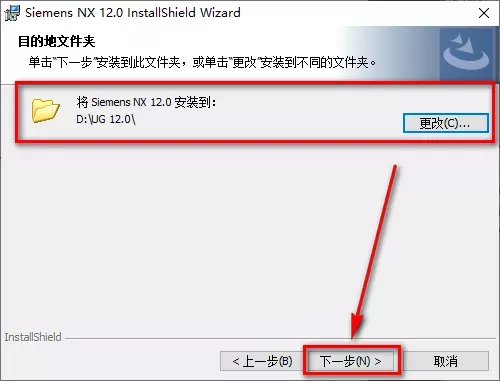 Siemens NX 12.0 InstallShield Wizard
目的地文件夹
单击“下一步”安装到此文件夹，或单击“更改”安装到不同的文件夹。
将 Siemens NX 12.0 安装到：
D:\UG 12.0\
更改(C)...
InstallShield
< 上一步(B)
下一步(N) >
取消